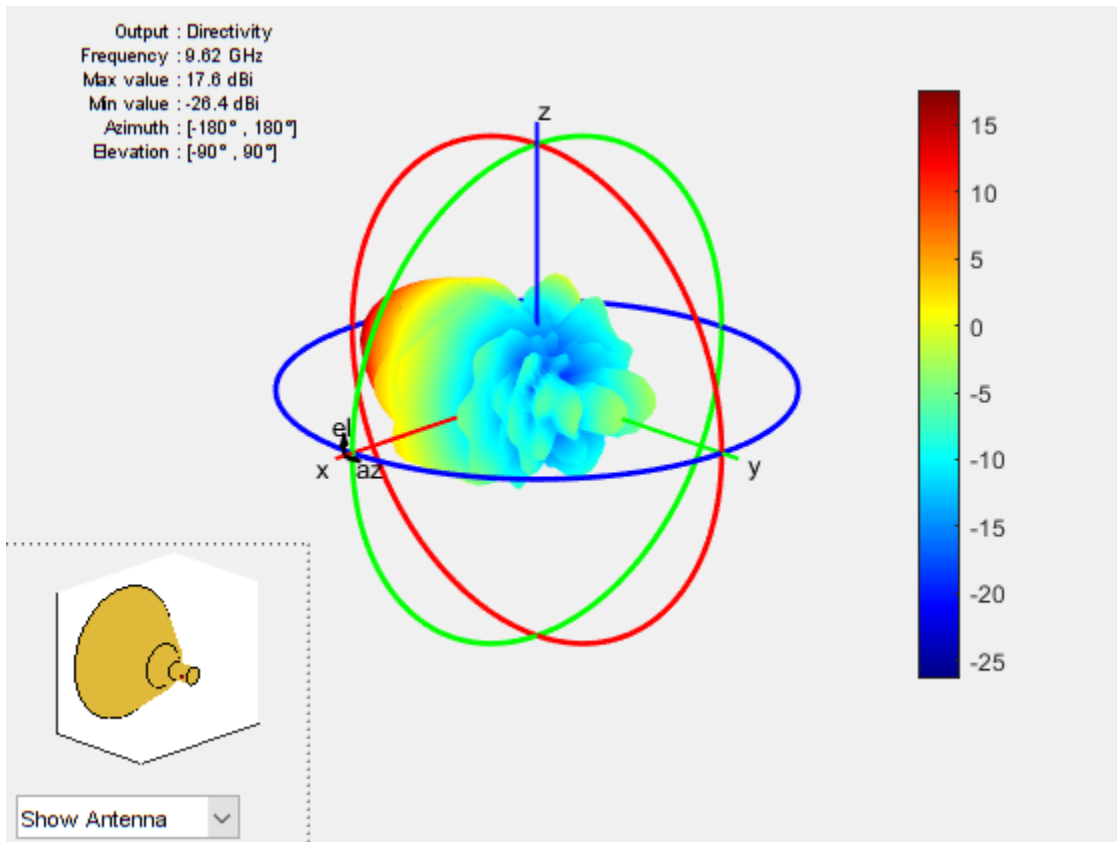 Output : Directivity
Frequency : 9.62 GHz
Max value : 17.6 dBi
Min value : -26.4 dBi
Azimuth : [-180° , 180°]
Elevation : [-90° , 90°]
z
15
10
5
0
-5
-10
-15
-20
-25
el
x
az
y
Show Antenna